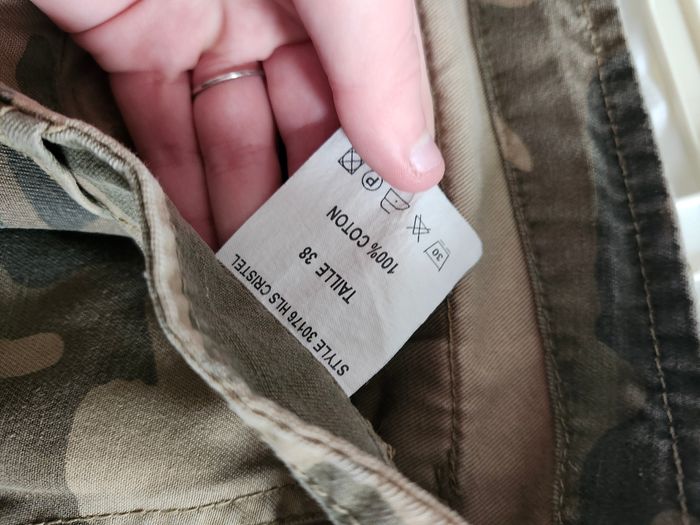 STYLE 30176 HLS CRISTEL
TAILLE 38
100% COTON
30 P